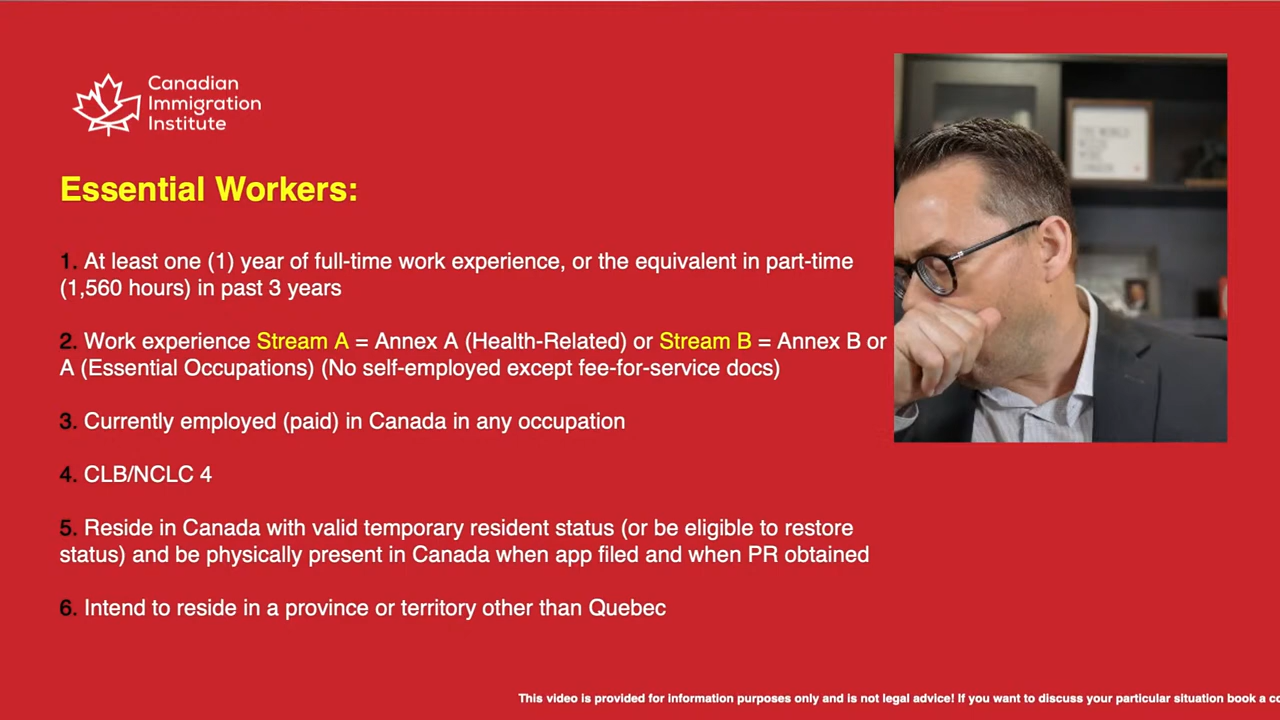 Canadian
Immigration
Institute
Essential Workers:
1. At least one (1) year of full-time work experience, or the equivalent in part-time
(1,560 hours) in past 3 years
2. Work experience Stream A = Annex A (Health-Related) or Stream B = Annex B or
A (Essential Occupations) (No self-employed except fee-for-service docs)
3. Currently employed (paid) in Canada in any occupation
4. CLB/NCLC 4
5. Reside in Canada with valid temporary resident status (or be eligible to restore
status) and be physically present in Canada when app filed and when PR obtained
6. Intend to reside in a province or territory other than Quebec
This video is provided for information purposes only and is not legal advice! If you want to discuss your particular situation book a